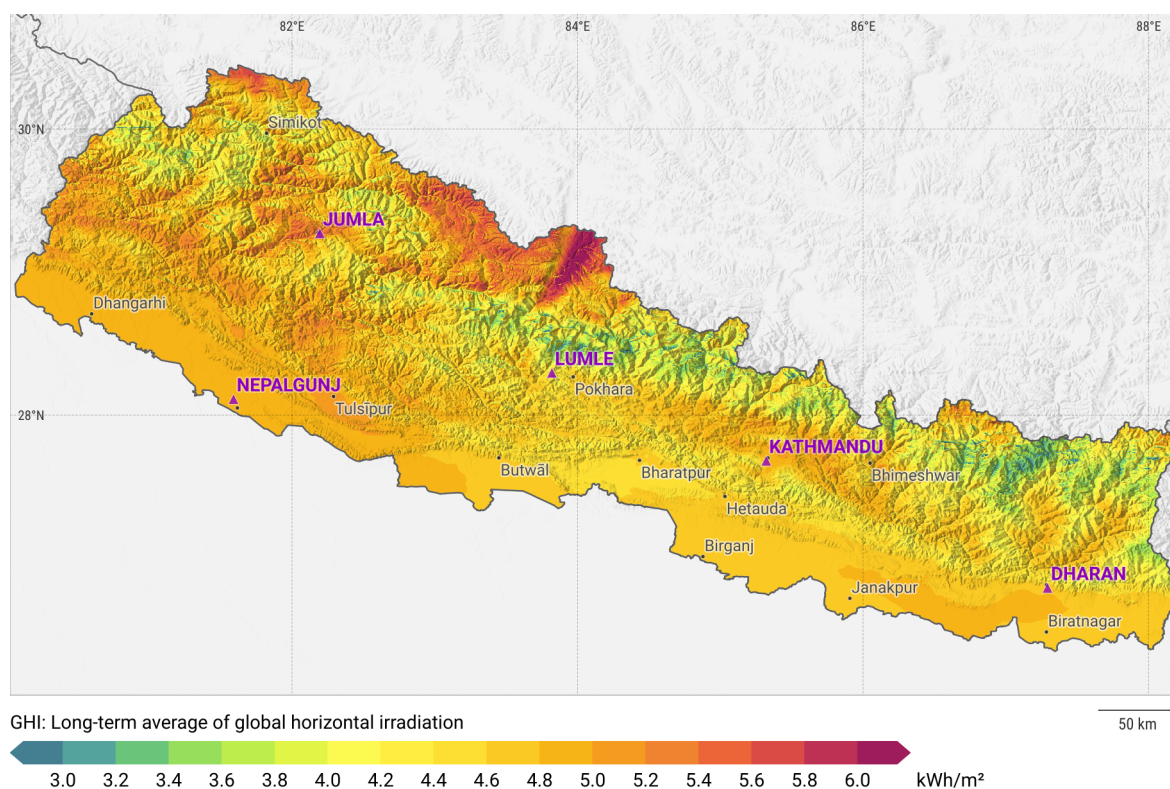 82°E 84°E 86°E 88°E
30°N
Simikot
JUMLA
Dhangarhi
LUMLE
NEPALGUNJ
Pokhara
Tulsīpur
28°N
KATHMANDU
Butwāl
Bharatpur
Bhimeshwar
Hetauda
Birganj
DHARAN
Janakpur
Biratnagar
GHI: Long-term average of global horizontal irradiation
50 km
3.0 3.2 3.4 3.6 3.8 4.0 4.2 4.4 4.6 4.8 5.0 5.2 5.4 5.6 5.8 6.0 kWh/m²